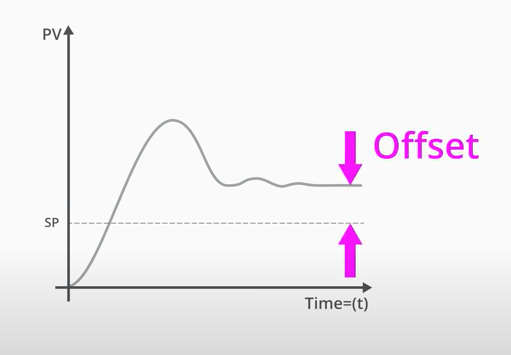 PV
Offset
SP
Time=(t)